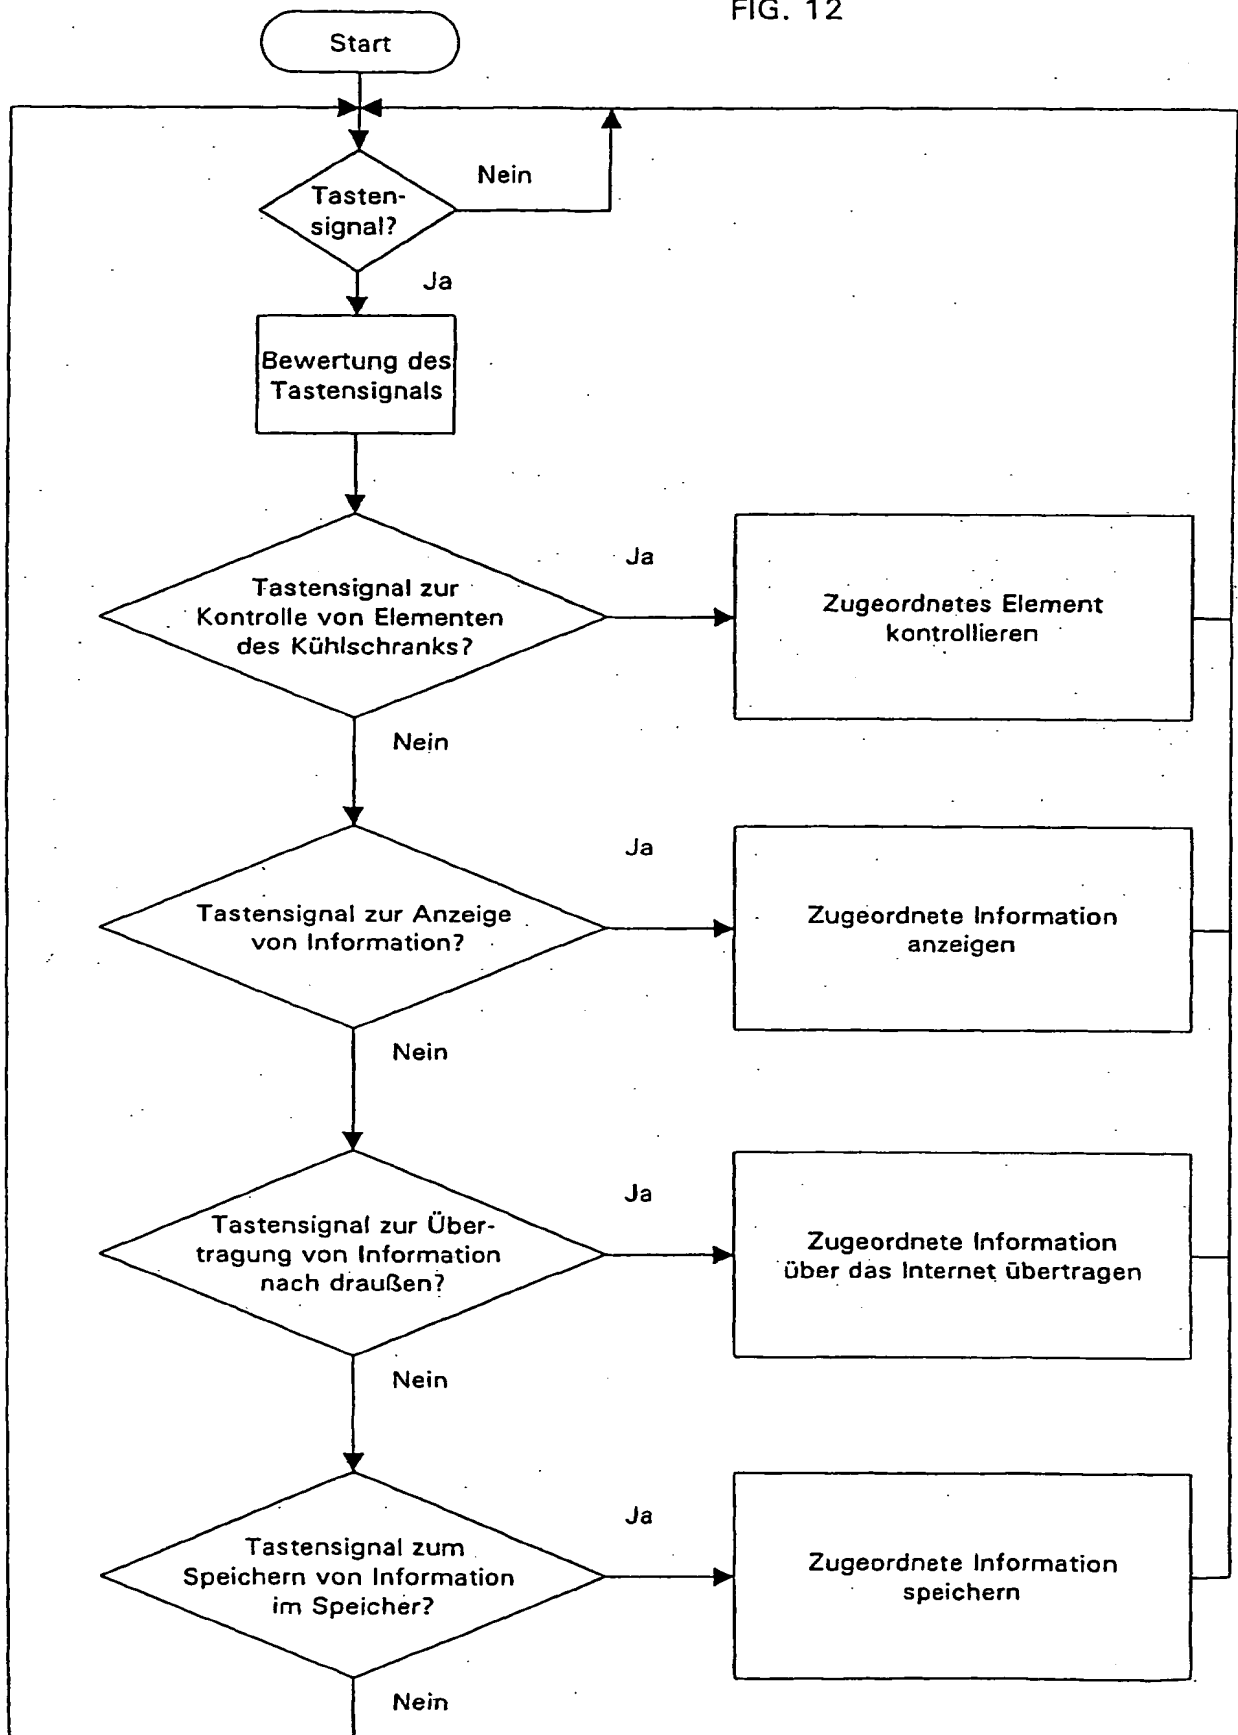 FIG. 12
Start
Tasten-
signal?
Nein
Ja
Bewertung des
Tastensignals
Tastensignal zur
Kontrolle von Elementen
des Kühlschranks?
Ja
Zugeordnetes Element
kontrollieren
Nein
Tastensignal zur Anzeige
von Information?
Ja
Zugeordnete Information
anzeigen
Nein
Tastensignal zur Über-
tragung von Information
nach draußen?
Ja
Zugeordnete Information
über das Internet übertragen
Nein
Tastensignal zum
Speichern von Information
im Speicher?
Ja
Zugeordnete Information
speichern
Nein